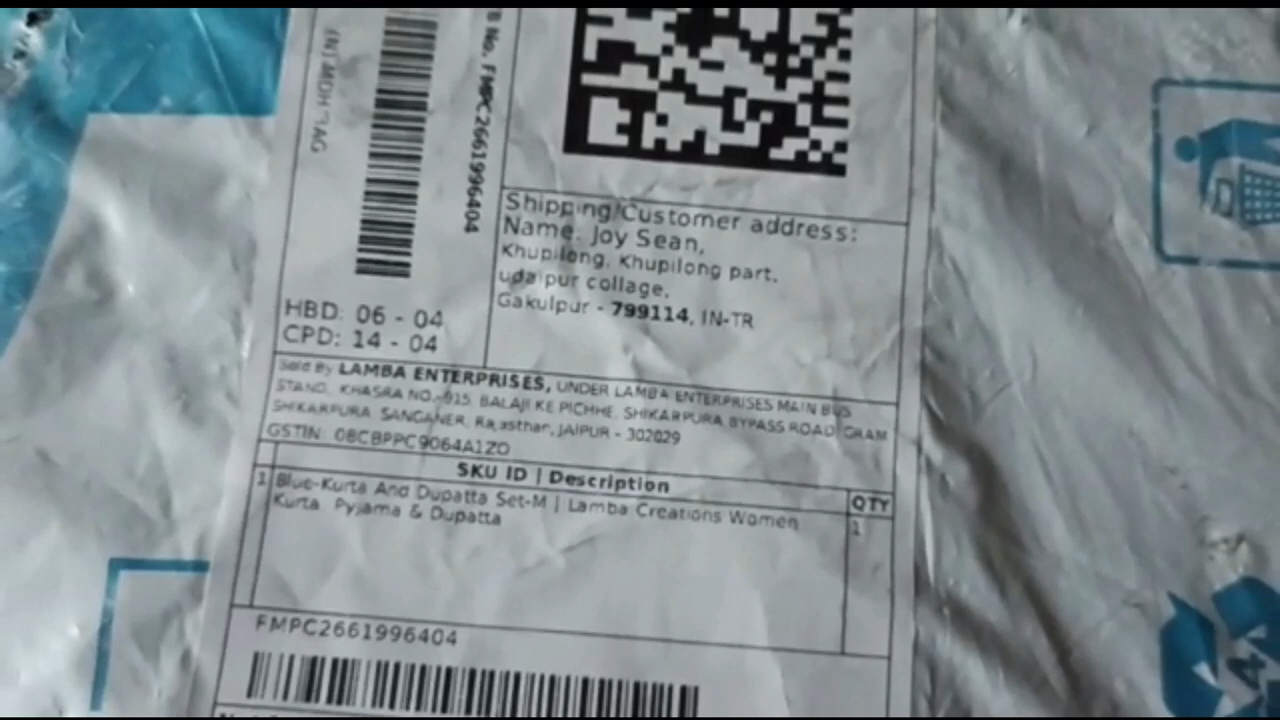 B No. FMPC2661996404
HBD: 06 - 04
CPD: 14 - 04
Shipping/Customer address:
Name. Joy Sean,
Khupilong, Khupilong part,
udaipur collage,
Gakulpur - 799114, IN-TR
Sold By LAMBA ENTERPRISES, UNDER LAMBA ENTERPRISES MAIN BUS
STAND, KHASRA NO.-915 BALAJI KE PICHHE, SHIKARPURA BYPASS ROAD, GRAM
SHIKARPURA, SANGANER, Rajasthan, JAIPUR - 302029
GSTIN: 08CBPPC9064A1ZO
SKU ID | Description
QTY
1 Blue-Kurta And Dupatta Set-M | Lamba Creations Women
Kurta, Pyjama & Dupatta
1
FMPC2661996404